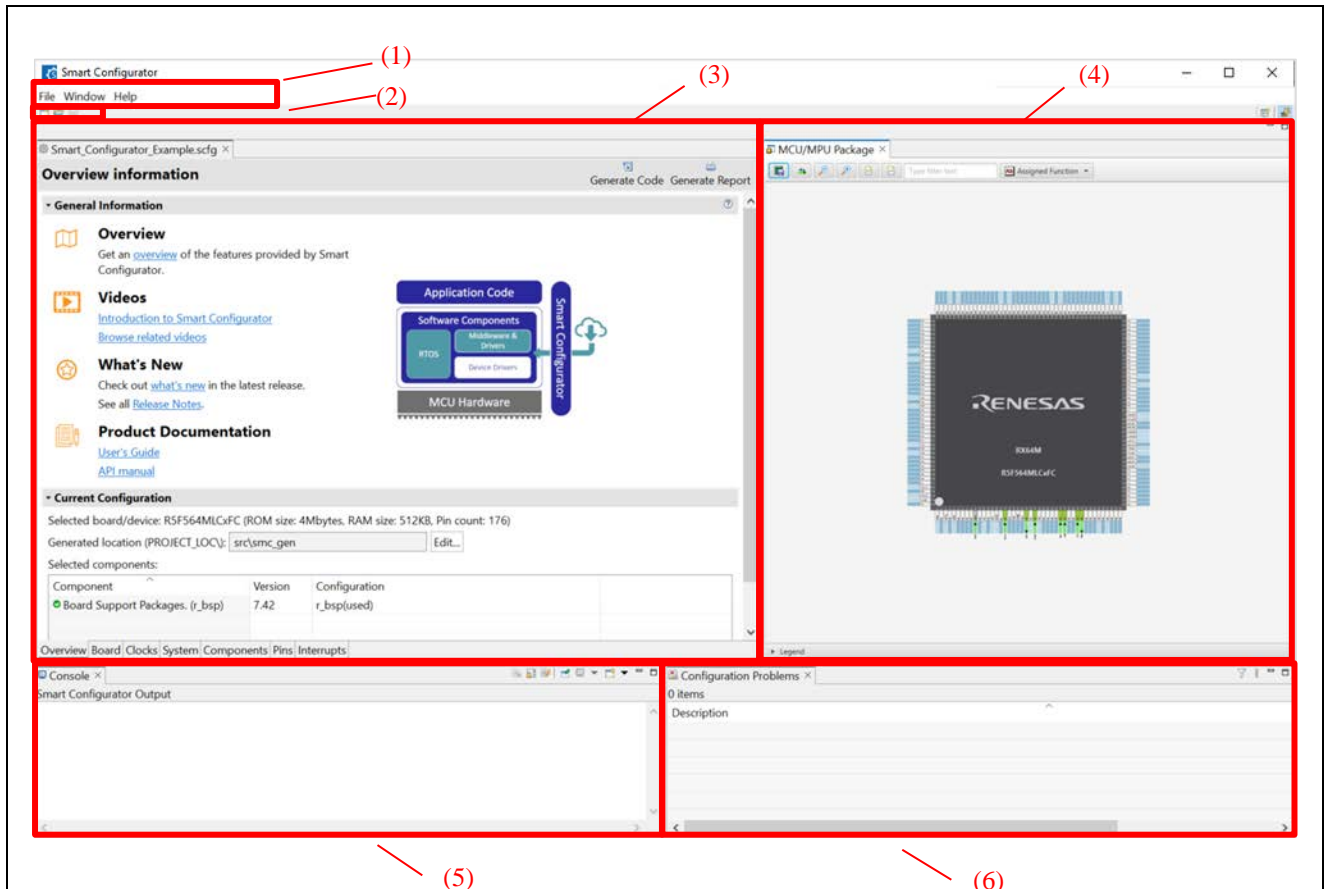 (1)
Smart Configurator
(3)
(4)
File Window Help
(2)
Smart_Configurator_Example.scfg
MCU/MPU Package
Overview information
Generate Code Generate Report
Type filter text
Assigned Function
General Information
Overview
Get an overview of the features provided by Smart
Configurator.
Videos
Introduction to Smart Configurator
Browse related videos
What's New
Check out what's new in the latest release.
See all Release Notes.
Product Documentation
User's Guide
API manual
Application Code
Software Components
RTOS
Middleware &
Drivers
Device Drivers
MCU Hardware
Smart Configurator
RENESAS
RX64M
R5F564MLCxFC
Current Configuration
Selected board/device: R5F564MLCxFC (ROM size: 4Mbytes, RAM size: 512KB, Pin count: 176)
Generated location (PROJECT_LOC\): src\smc_gen Edit...
Selected components:
Component Version Configuration
Board Support Packages. (r_bsp) 7.42 r_bsp(used)
Overview Board Clocks System Components Pins Interrupts
Legend
Console
Smart Configurator Output
Configuration Problems
0 items
Description
(5)
(6)